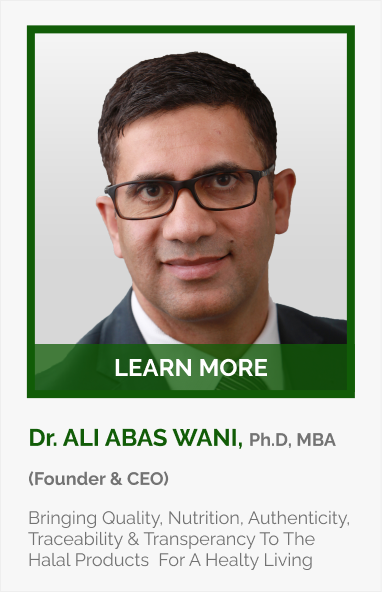 LEARN MORE
Dr. ALI ABAS WANI, Ph.D, MBA
(Founder & CEO)
Bringing Quality, Nutrition, Authenticity,
Traceability & Transperancy To The
Halal Products  For A Healty Living